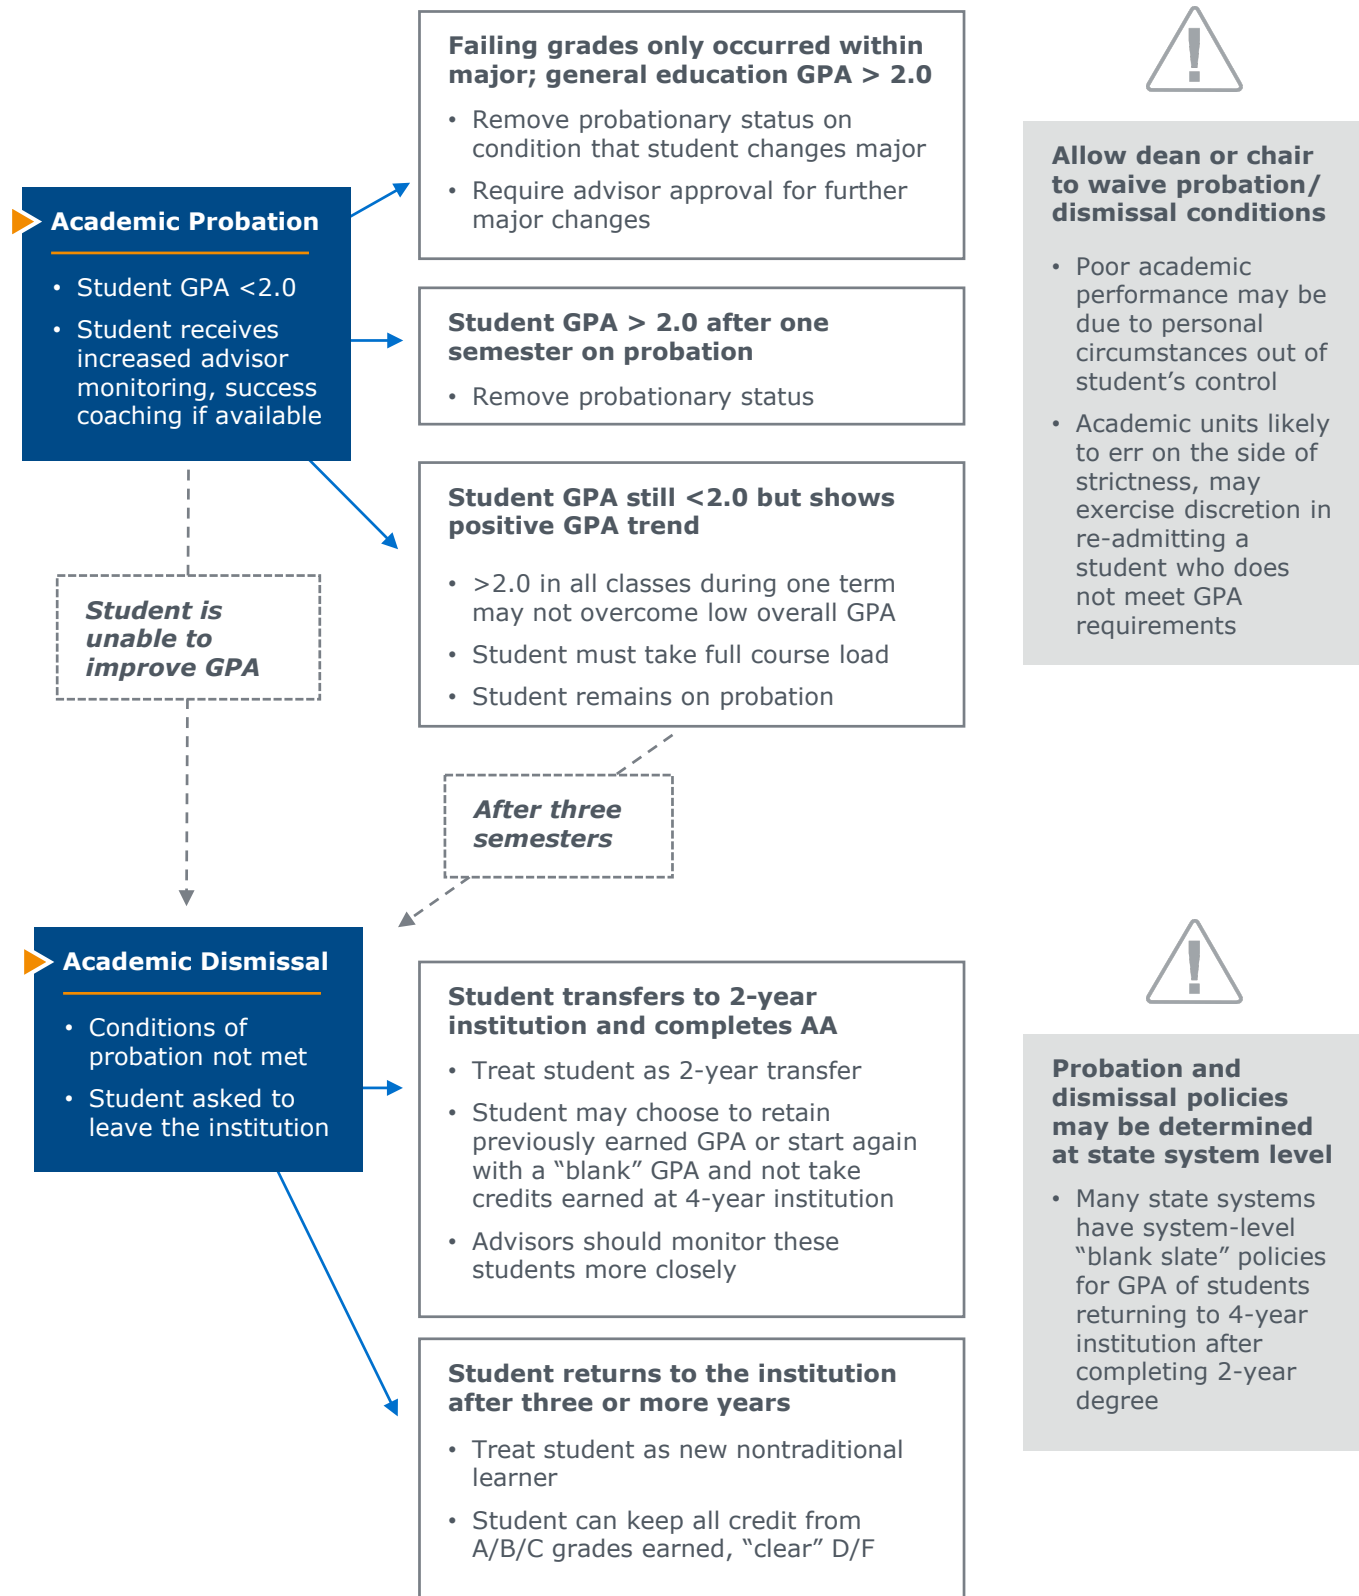 Failing grades only occurred within
major; general education GPA > 2.0
• Remove probationary status on
condition that student changes major
• Require advisor approval for further
major changes
Academic Probation
• Student GPA <2.0
• Student receives
increased advisor
monitoring, success
coaching if available
Student GPA > 2.0 after one
semester on probation
• Remove probationary status
Student GPA still <2.0 but shows
positive GPA trend
• >2.0 in all classes during one term
may not overcome low overall GPA
• Student must take full course load
• Student remains on probation
Allow dean or chair
to waive probation/
dismissal conditions
• Poor academic
performance may be
due to personal
circumstances out of
student’s control
• Academic units likely
to err on the side of
strictness, may
exercise discretion in
re-admitting a
student who does
not meet GPA
requirements
Student is
unable to
improve GPA
After three
semesters
Academic Dismissal
• Conditions of
probation not met
• Student asked to
leave the institution
Student transfers to 2-year
institution and completes AA
• Treat student as 2-year transfer
• Student may choose to retain
previously earned GPA or start again
with a “blank” GPA and not take
credits earned at 4-year institution
• Advisors should monitor these
students more closely
Student returns to the institution
after three or more years
• Treat student as new nontraditional
learner
• Student can keep all credit from
A/B/C grades earned, “clear” D/F
Probation and
dismissal policies
may be determined
at state system level
• Many state systems
have system-level
“blank slate” policies
for GPA of students
returning to 4-year
institution after
completing 2-year
degree